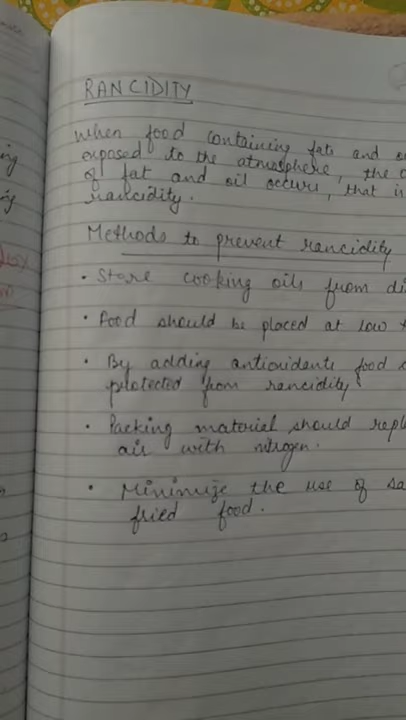 RANCIDITY
When food containing fats and
exposed to the atmosphere, the
of fat and oil occurs, that is
rancidity.
Methods to prevent rancidity
• Store cooking oils from
• Food should be placed at low
• By adding antioxidents food
protected from rancidity
• Packing material should
air with nitrogen.
• Minimize the use of
fried food.